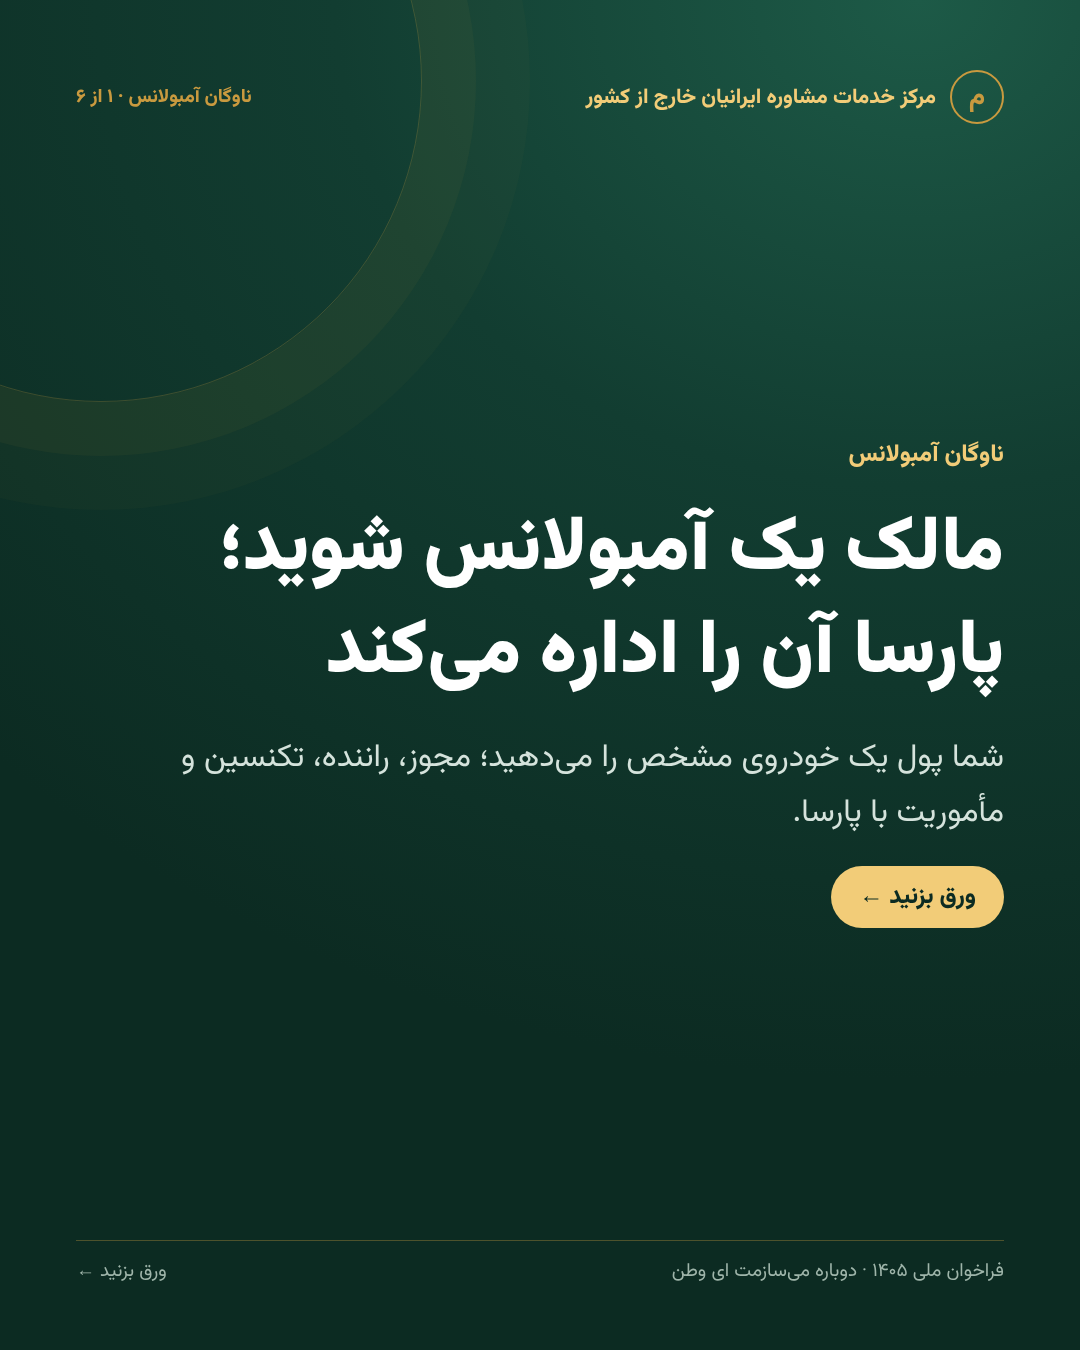 م
مرکز خدمات مشاوره ایرانیان خارج از کشور
ناوگان آمبولانس · ۱ از ۶
ناوگان آمبولانس
مالک یک آمبولانس شوید؛
پارسا آن را اداره می‌کند
شما پول یک خودروی مشخص را می‌دهید؛ مجوز، راننده، تکنسین و
مأموریت با پارسا.
ورق بزنید ←
فراخوان ملی ۱۴۰۵ · دوباره می‌سازمت ای وطن
ورق بزنید ←